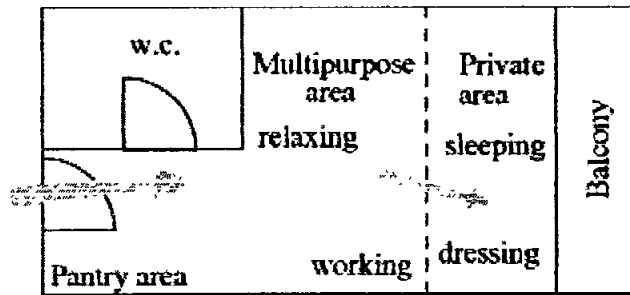 w.c.
Multipurpose
area
relaxing
Private
area
sleeping
Balcony
Pantry area
working
dressing